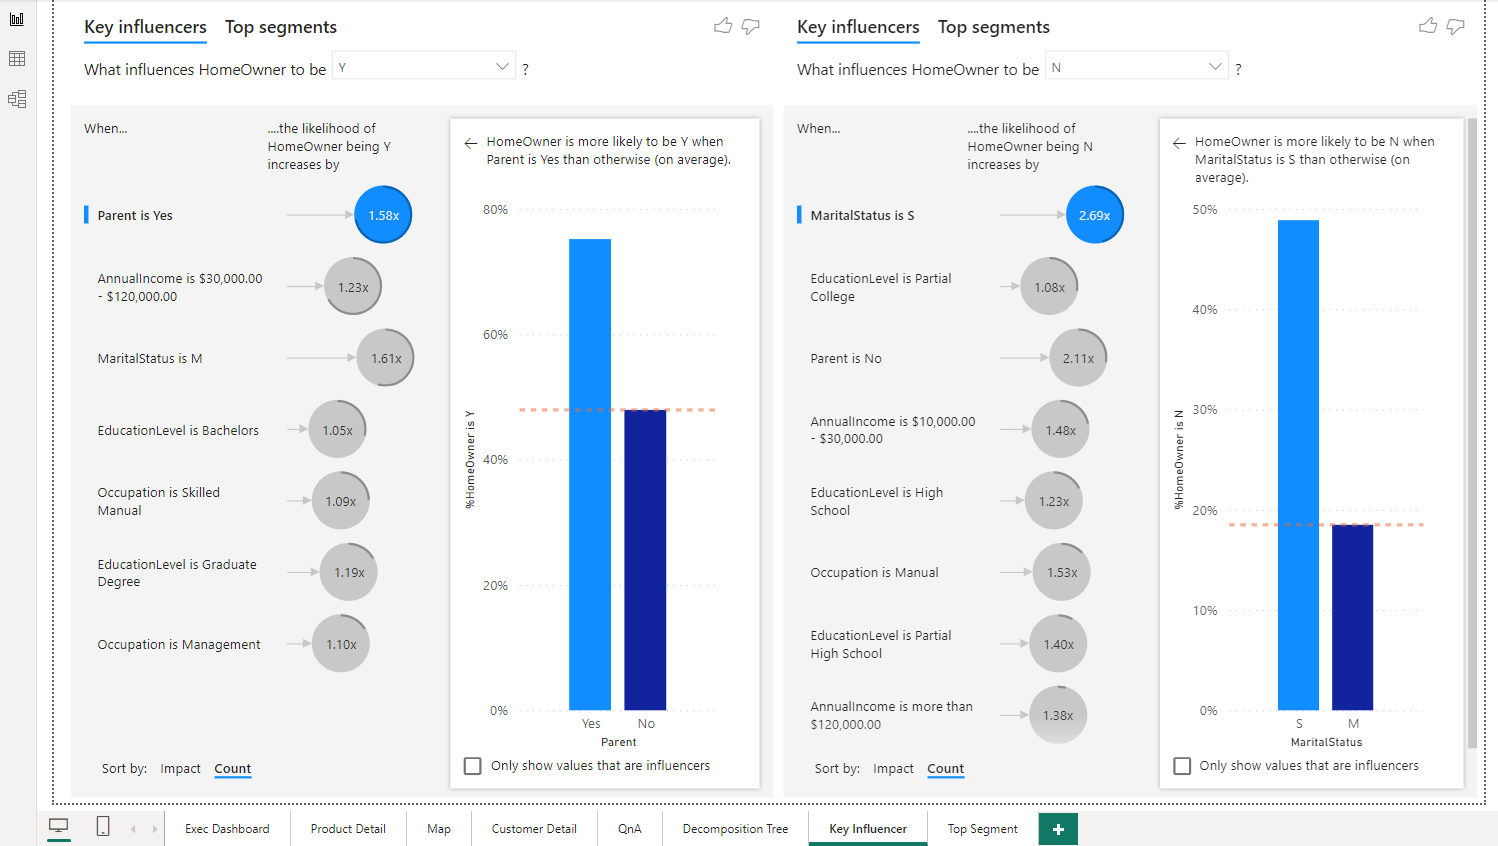 Key influencers Top segments
What influences HomeOwner to be Y ?
When...
....the likelihood of
HomeOwner being Y
increases by
Parent is Yes
1.58x
AnnualIncome is $30,000.00
- $120,000.00
1.23x
MaritalStatus is M
1.61x
EducationLevel is Bachelors
1.05x
Occupation is Skilled
Manual
1.09x
EducationLevel is Graduate
Degree
1.19x
Occupation is Management
1.10x
Sort by: Impact Count
HomeOwner is more likely to be Y when
Parent is Yes than otherwise (on average).
80%
60%
40%
20%
0%
%HomeOwner is Y
Yes No
Parent
Only show values that are influencers
Key influencers Top segments
What influences HomeOwner to be N ?
When...
....the likelihood of
HomeOwner being N
increases by
MaritalStatus is S
2.69x
EducationLevel is Partial
College
1.08x
Parent is No
2.11x
AnnualIncome is $10,000.00
- $30,000.00
1.48x
EducationLevel is High
School
1.23x
Occupation is Manual
1.53x
EducationLevel is Partial
High School
1.40x
AnnualIncome is more than
$120,000.00
1.38x
Sort by: Impact Count
HomeOwner is more likely to be N when
MaritalStatus is S than otherwise (on
average).
50%
40%
30%
20%
10%
0%
%HomeOwner is N
S M
MaritalStatus
Only show values that are influencers
Exec Dashboard Product Detail Map Customer Detail QnA Decomposition Tree Key Influencer Top Segment +